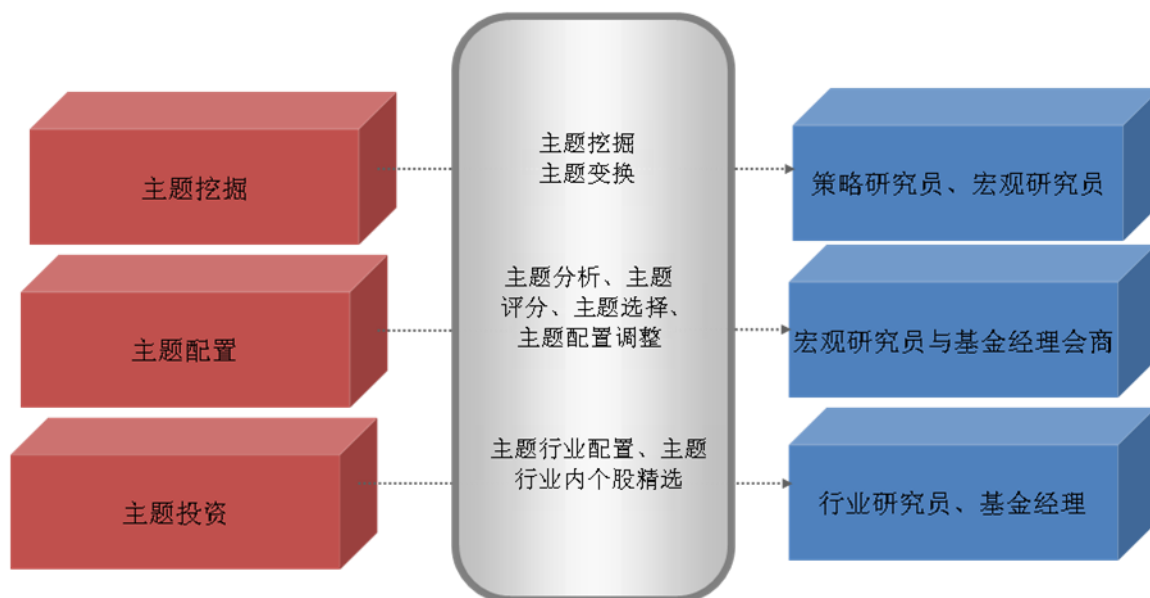 主题挖掘
主题挖掘
主题变换
策略研究员、宏观研究员
主题配置
主题分析、主题
评分、主题选择、
主题配置调整
宏观研究员与基金经理会商
主题投资
主题行业配置、主题
行业内个股精选
行业研究员、基金经理